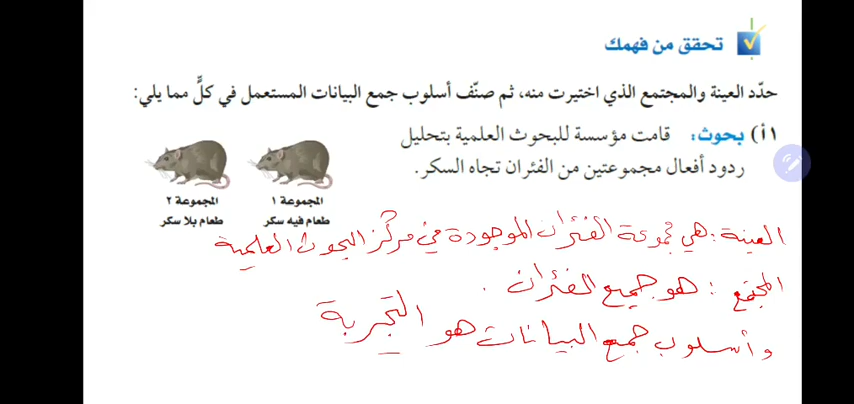 تحقق من فهمك
حدّد العينة والمجتمع الذي اختيرت منه، ثم صنّف أسلوب جمع البيانات المستعمل في كلٍّ مما يلي:
١أ) بحوث: قامت مؤسسة للبحوث العلمية بتحليل
ردود أفعال مجموعتين من الفئران تجاه السكر.
المجموعة ١
طعام فيه سكر
المجموعة ٢
طعام بلا سكر
العينة: هي مجموعة الفئران الموجودة في مركز البحوث العلمية
المجتمع: هو جميع الفئران.
وأسلوب جمع البيانات هو التجربة